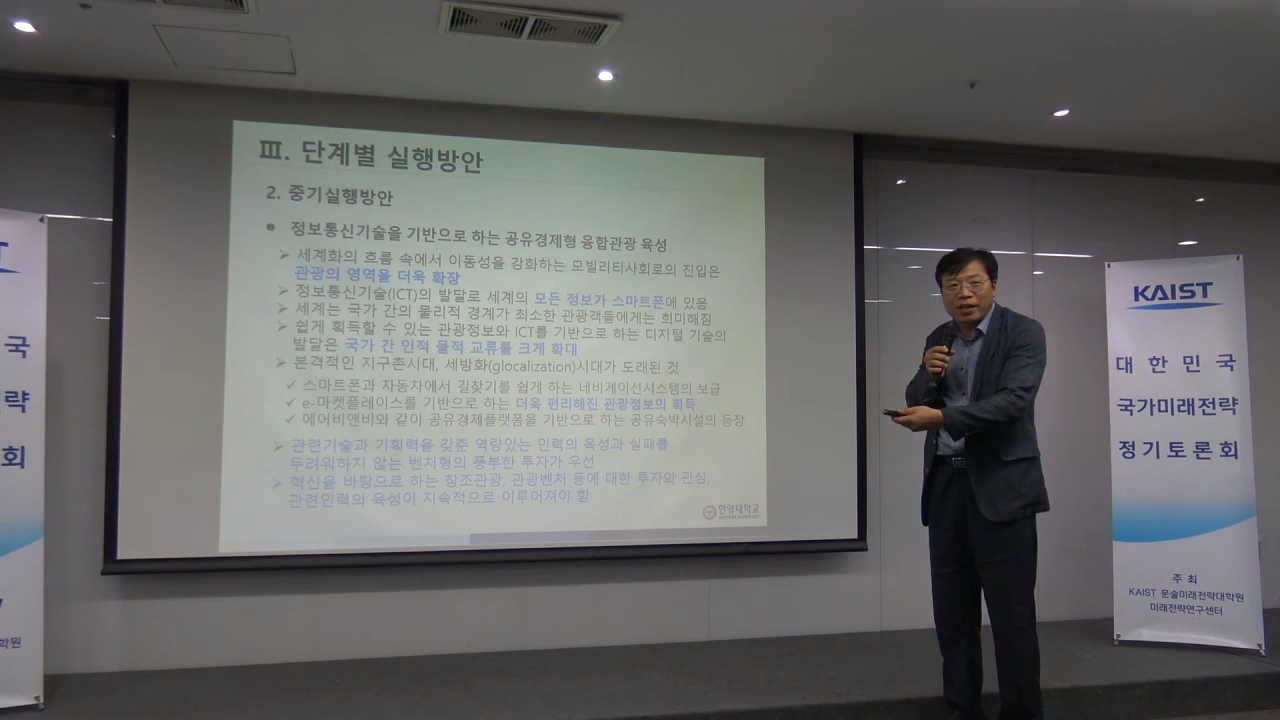 Ⅲ. 단계별 실행방안
2. 중기실행방안
● 정보통신기술을 기반으로 하는 공유경제형 융합관광 육성
➢ 세계화의 흐름 속에서 이동성을 강화하는 모빌리티사회로의 진입은
관광의 영역을 더욱 확장
➢ 정보통신기술(ICT)의 발달로 세계의 모든 정보가 스마트폰에 있음
➢ 세계는 국가 간의 물리적 경계가 최소한 관광객들에게는 희미해짐
➢ 쉽게 획득할 수 있는 관광정보와 ICT를 기반으로 하는 디지털 기술의
발달은 국가 간 인적 물적 교류를 크게 확대
➢ 본격적인 지구촌시대, 세방화(glocalization)시대가 도래된 것
✓ 스마트폰과 자동차에서 길찾기를 쉽게 하는 네비게이션시스템의 보급
✓ e-마켓플레이스를 기반으로 하는 더욱 편리해진 관광정보의 획득
✓ 에어비앤비와 같이 공유경제플랫폼을 기반으로 하는 공유숙박시설의 등장
➢ 관련기술과 기획력을 갖춘 역량있는 인력의 육성과 실패를
두려워하지 않는 벤처형의 풍부한 투자가 우선
➢ 혁신을 바탕으로 하는 창조관광, 관광벤처 등에 대한 투자와 관심,
관련인력의 육성이 지속적으로 이루어져야 함
한양대학교
KAIST
대한민국
국가미래전략
정기토론회
주최
KAIST 문술미래전략대학원
미래전략연구센터
T
국
략
회
학원